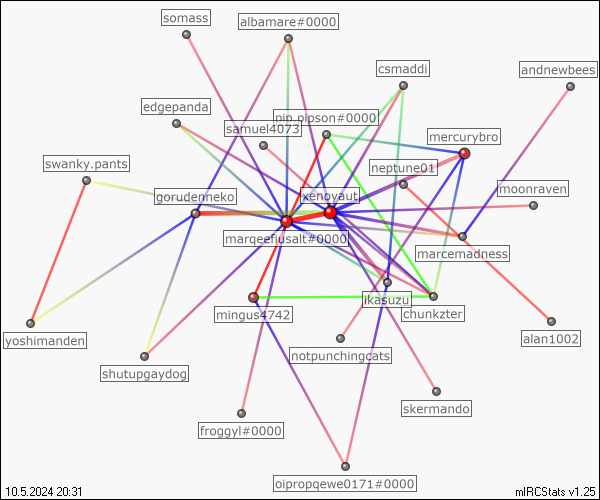 somass
albamare#0000
csmaddi
andnewbees
edgepanda
pip.pipson#0000
samuel4073
mercurybro
swanky.pants
neptune01
gorudenneko
xenoyaut
moonraven
marqeefiusalt#0000
marcemadness
ikasuzu
chunkzter
mingus4742
yoshimanden
alan1002
notpunchingcats
shutupgaydog
skermando
froggyl#0000
oipropqewe0171#0000
10.5.2024 20:31
mIRCStats v1.25